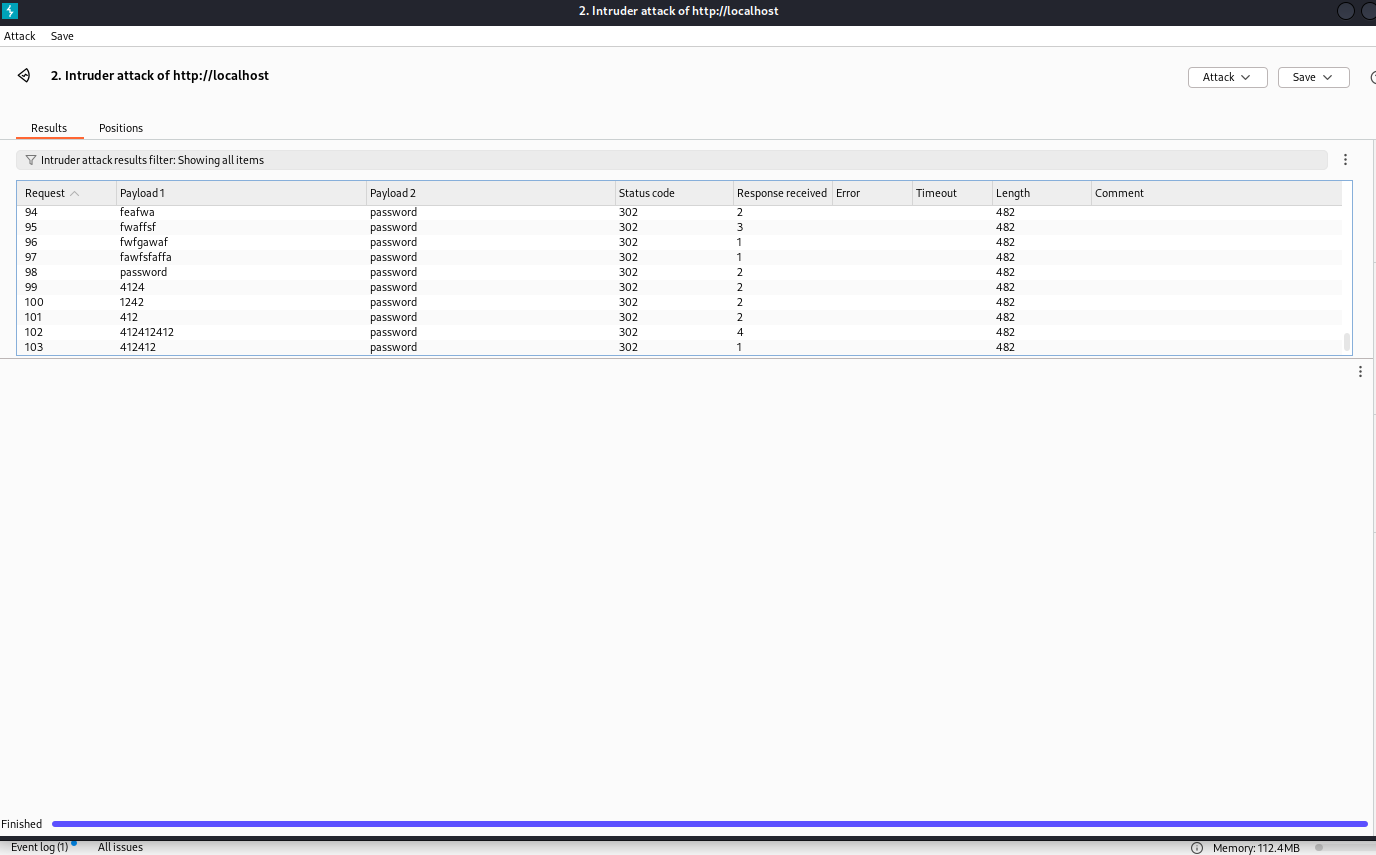 2. Intruder attack of http://localhost
Attack Save
2. Intruder attack of http://localhost
Attack Save
Results Positions
Intruder attack results filter: Showing all items
Request Payload 1 Payload 2 Status code Response received Error Timeout Length Comment
94 feafwa password 302 2 482
95 fwaffsf password 302 3 482
96 fwfgawaf password 302 1 482
97 fawfsfaffa password 302 1 482
98 password password 302 2 482
99 4124 password 302 2 482
100 1242 password 302 2 482
101 412 password 302 2 482
102 412412412 password 302 4 482
103 412412 password 302 1 482
Finished
Event log (1) All issues Memory: 112.4MB